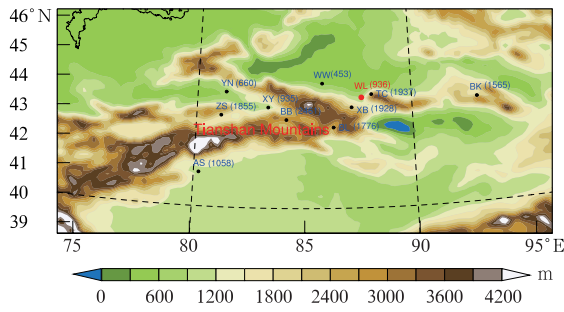 46°N
45
44
43
42
41
40
39
75
80
85
90
95°E
YN (660)
WW(453)
WL (936)
TC (1937)
BK (1565)
ZS (1855)
XY
XB (1928)
BB
Tianshan Mountains
(1776)
AS (1058)
m
0
600
1200
1800
2400
3000
3600
4200